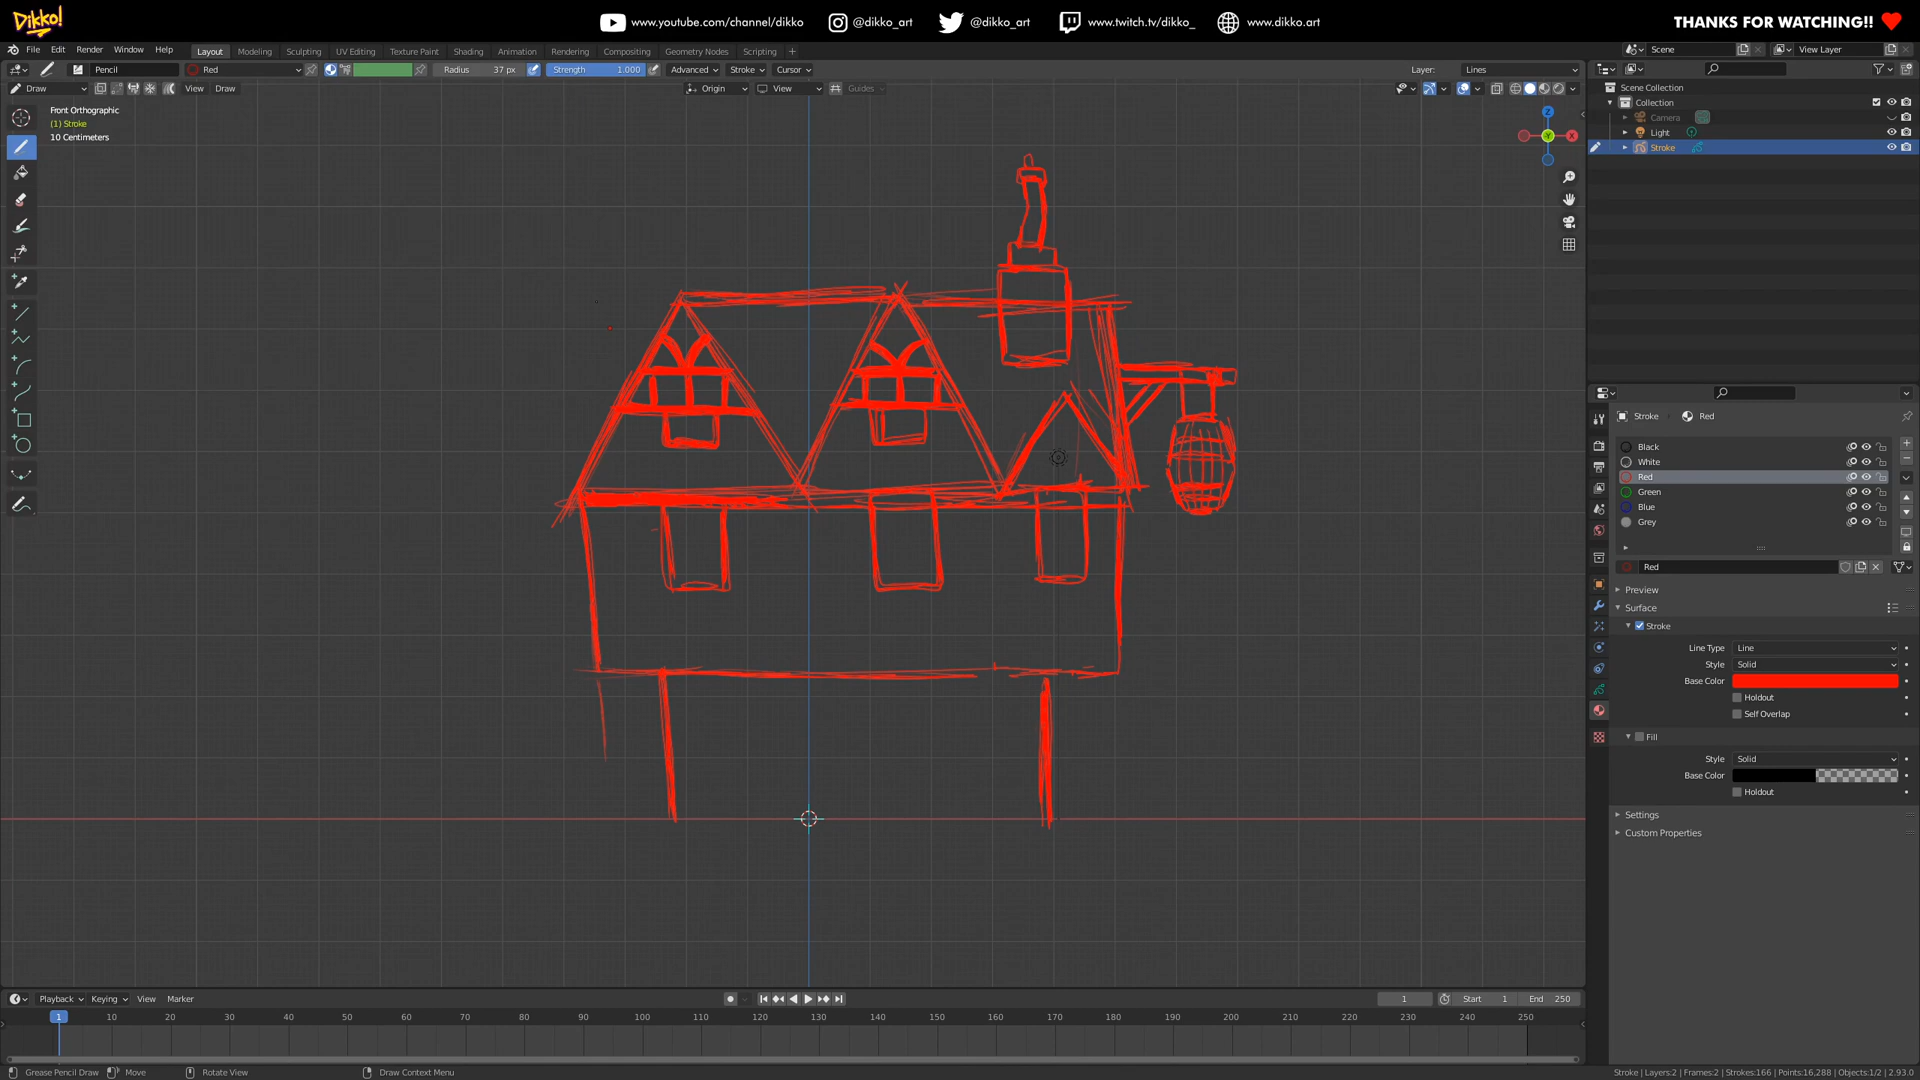 Dikko!
www.youtube.com/channel/dikko @dikko_art @dikko_art www.twitch.tv/dikko_ www.dikko.art
THANKS FOR WATCHING!!
File Edit Render Window Help Layout Modeling Sculpting UV Editing Texture Paint Shading Animation Rendering Compositing Geometry Nodes Scripting + Scene View Layer
Pencil Red Radius 37 px Strength 1.000 Advanced Stroke Cursor Layer: Lines
Draw View Draw Origin View Guides
Scene Collection
Collection
Camera
Light
Stroke
Front Orthographic
(1) Stroke
10 Centimeters
Z
Y
X
Stroke Red
Black
White
Red
Green
Blue
Grey
Red
Preview
Surface
Stroke
Line Type Line
Style Solid
Base Color
Holdout
Self Overlap
Fill
Style Solid
Base Color
Holdout
Settings
Custom Properties
Playback Keying View Marker 1 Start 1 End 250
1 10 20 30 40 50 60 70 80 90 100 110 120 130 140 150 160 170 180 190 200 210 220 230 240 250
Grease Pencil Draw Move Rotate View Draw Context Menu Stroke | Layers:2 | Frames:2 | Strokes:166 | Points:16,288 | Objects:1/2 | 2.93.0